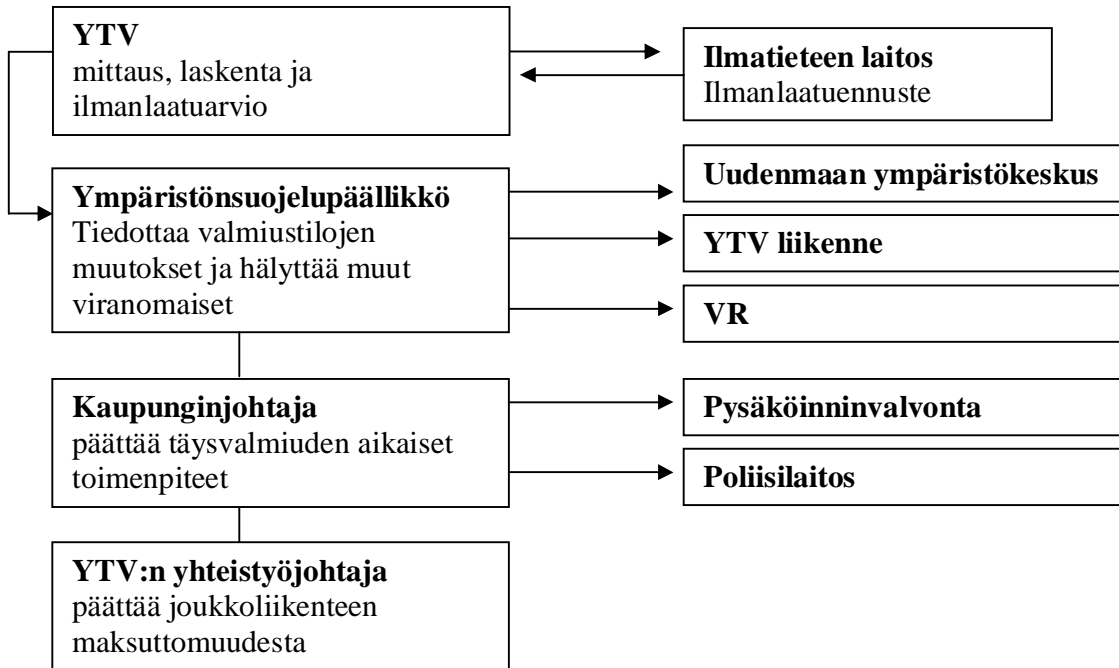 YTV
mittaus, laskenta ja
ilmanlaatuarvio
Ilmatieteen laitos
Ilmanlaatuennuste
Ympäristönsuojelupäällikkö
Tiedottaa valmiustilojen
muutokset ja hälyttää muut
viranomaiset
Uudenmaan ympäristökeskus
YTV liikenne
VR
Kaupunginjohtaja
päättää täysvalmiuden aikaiset
toimenpiteet
Pysäköinninvalvonta
Poliisilaitos
YTV:n yhteistyöjohtaja
päättää joukkoliikenteen
maksuttomuudesta